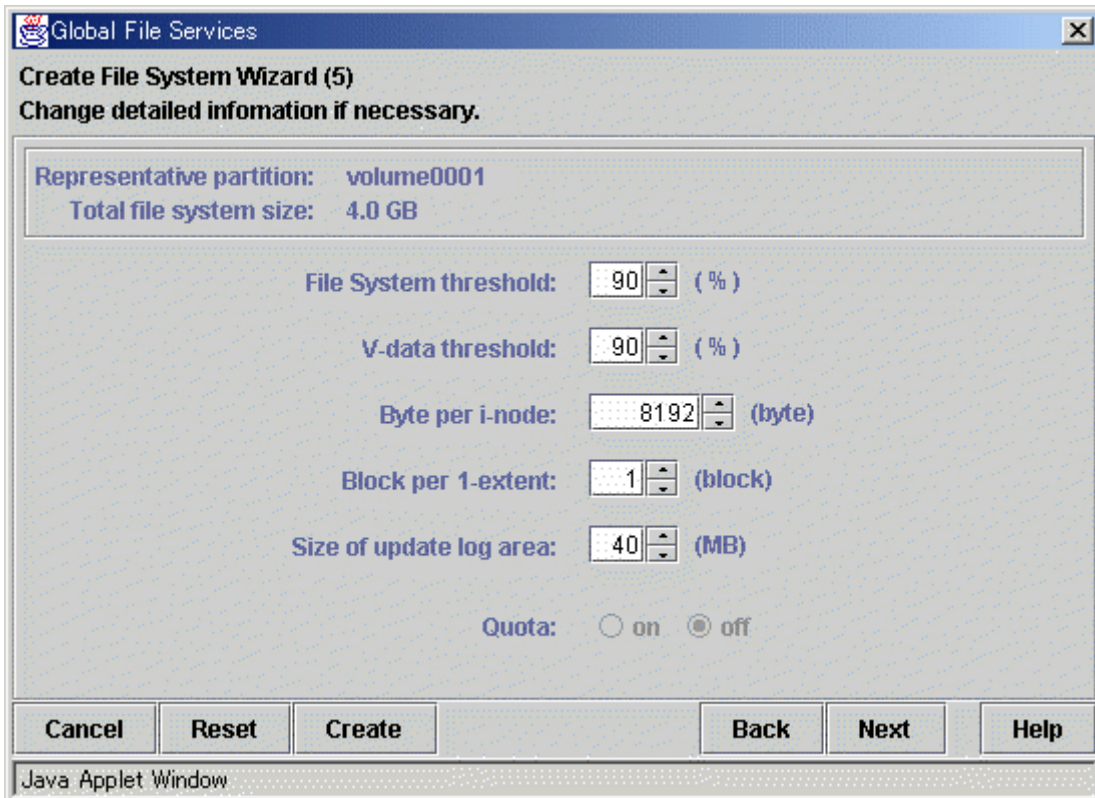 Global File Services
Create File System Wizard (5)
Change detailed infomation if necessary.
Representative partition: volume0001
Total file system size: 4.0 GB
File System threshold: 90 ( % )
V-data threshold: 90 ( % )
Byte per i-node: 8192 (byte)
Block per 1-extent: 1 (block)
Size of update log area: 40 (MB)
Quota: on off
Cancel Reset Create Back Next Help
Java Applet Window